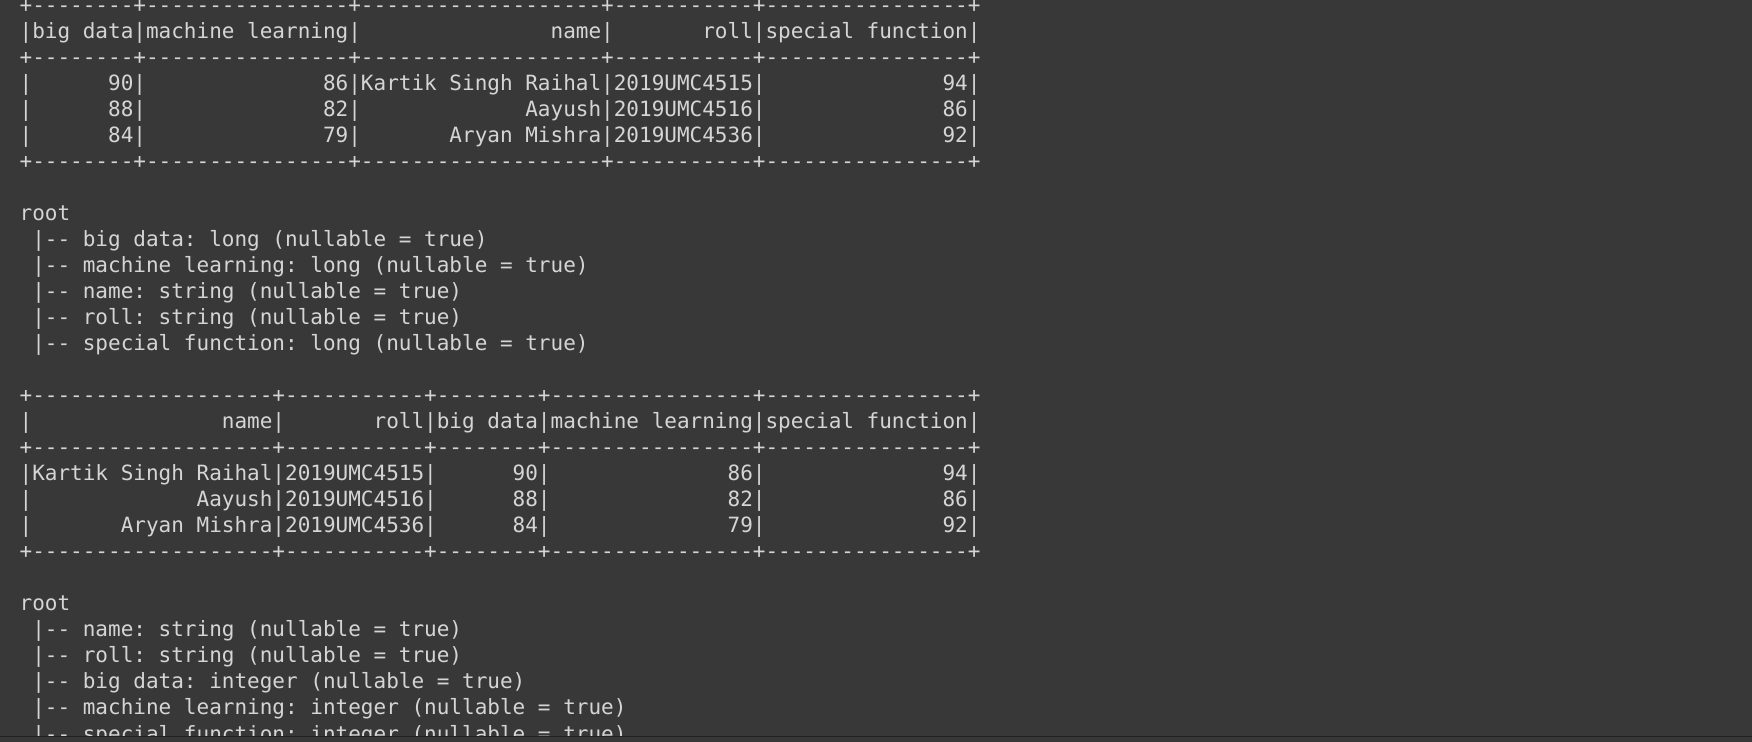 +--------+----------------+-------------------+-----------+----------------+
|big data|machine learning|               name|       roll|special function|
+--------+----------------+-------------------+-----------+----------------+
|      90|              86|Kartik Singh Raihal|2019UMC4515|              94|
|      88|              82|             Aayush|2019UMC4516|              86|
|      84|              79|       Aryan Mishra|2019UMC4536|              92|
+--------+----------------+-------------------+-----------+----------------+
root
 |-- big data: long (nullable = true)
 |-- machine learning: long (nullable = true)
 |-- name: string (nullable = true)
 |-- roll: string (nullable = true)
 |-- special function: long (nullable = true)
+-------------------+-----------+--------+----------------+----------------+
|               name|       roll|big data|machine learning|special function|
+-------------------+-----------+--------+----------------+----------------+
|Kartik Singh Raihal|2019UMC4515|      90|              86|              94|
|             Aayush|2019UMC4516|      88|              82|              86|
|       Aryan Mishra|2019UMC4536|      84|              79|              92|
+-------------------+-----------+--------+----------------+----------------+
root
 |-- name: string (nullable = true)
 |-- roll: string (nullable = true)
 |-- big data: integer (nullable = true)
 |-- machine learning: integer (nullable = true)
 |-- special function: integer (nullable = true)